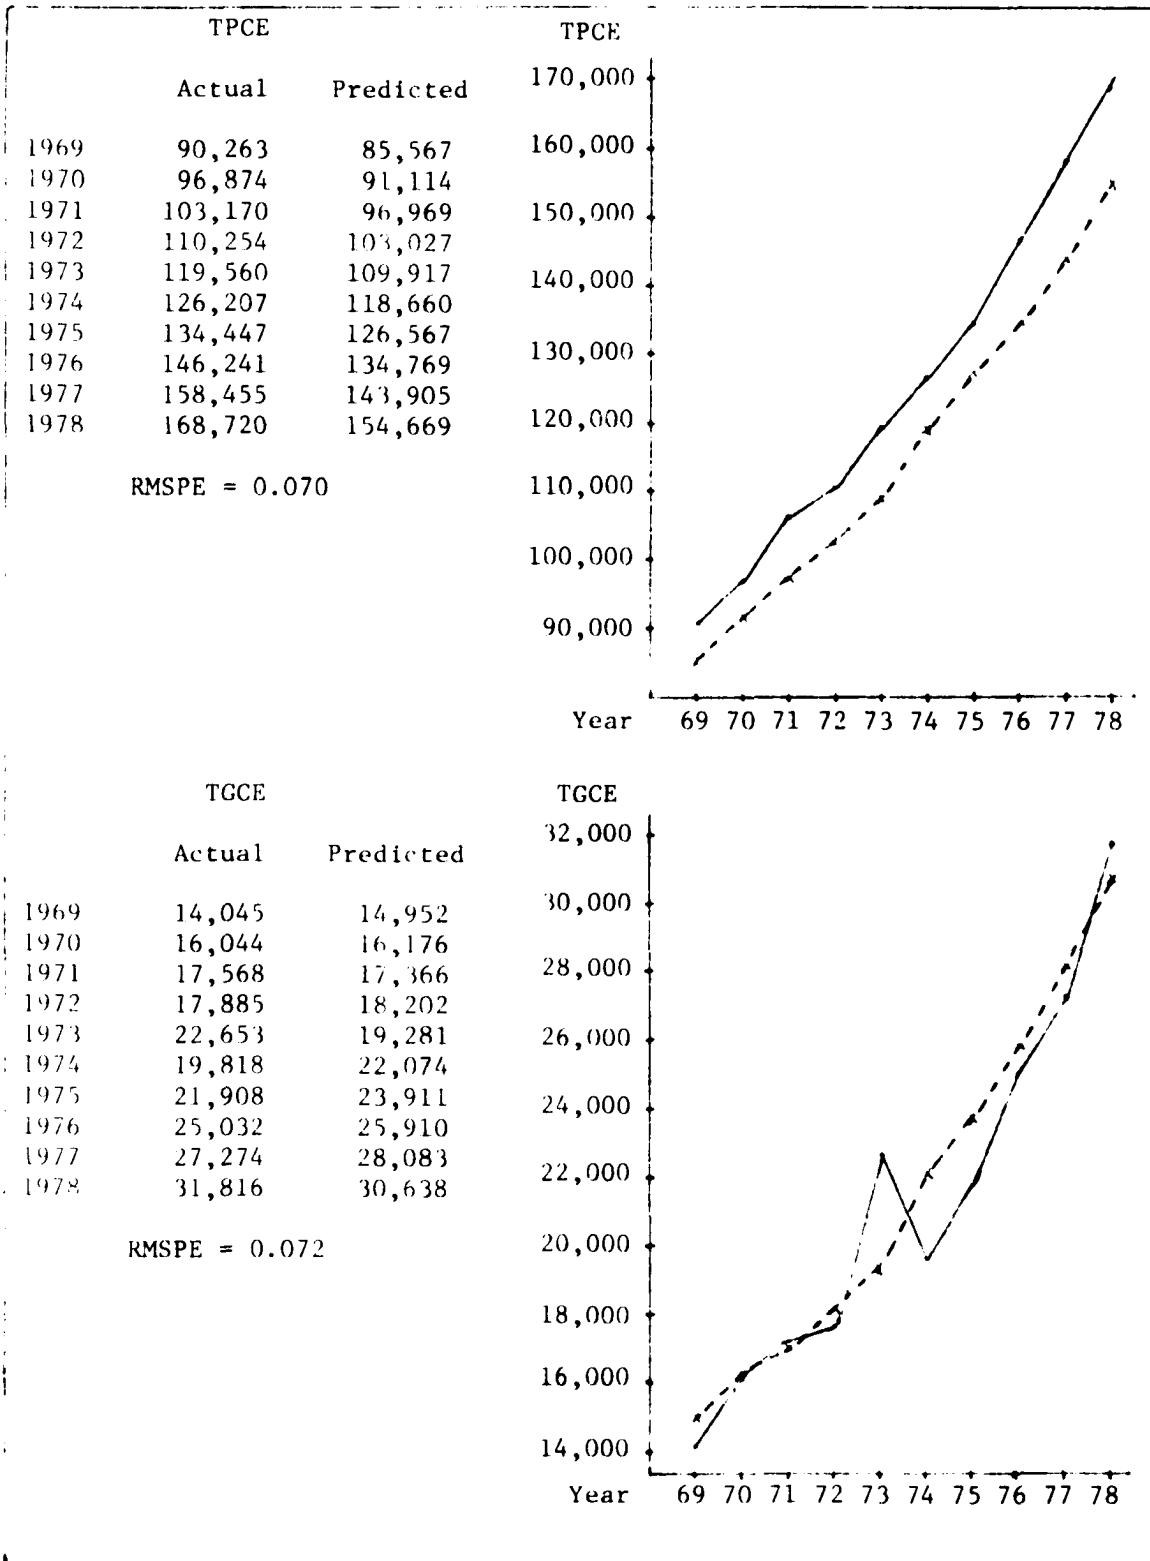 TPCE
Actual Predicted
1969 90,263 85,567
1970 96,874 91,114
1971 103,170 96,969
1972 110,254 103,027
1973 119,560 109,917
1974 126,207 118,660
1975 134,447 126,567
1976 146,241 134,769
1977 158,455 143,905
1978 168,720 154,669
RMSPE = 0.070
TPCE
170,000
160,000
150,000
140,000
130,000
120,000
110,000
100,000
90,000
Year 69 70 71 72 73 74 75 76 77 78
TGCE
Actual Predicted
1969 14,045 14,952
1970 16,044 16,176
1971 17,568 17,366
1972 17,885 18,202
1973 22,653 19,281
1974 19,818 22,074
1975 21,908 23,911
1976 25,032 25,910
1977 27,274 28,083
1978 31,816 30,638
RMSPE = 0.072
TGCE
32,000
30,000
28,000
26,000
24,000
22,000
20,000
18,000
16,000
14,000
Year 69 70 71 72 73 74 75 76 77 78